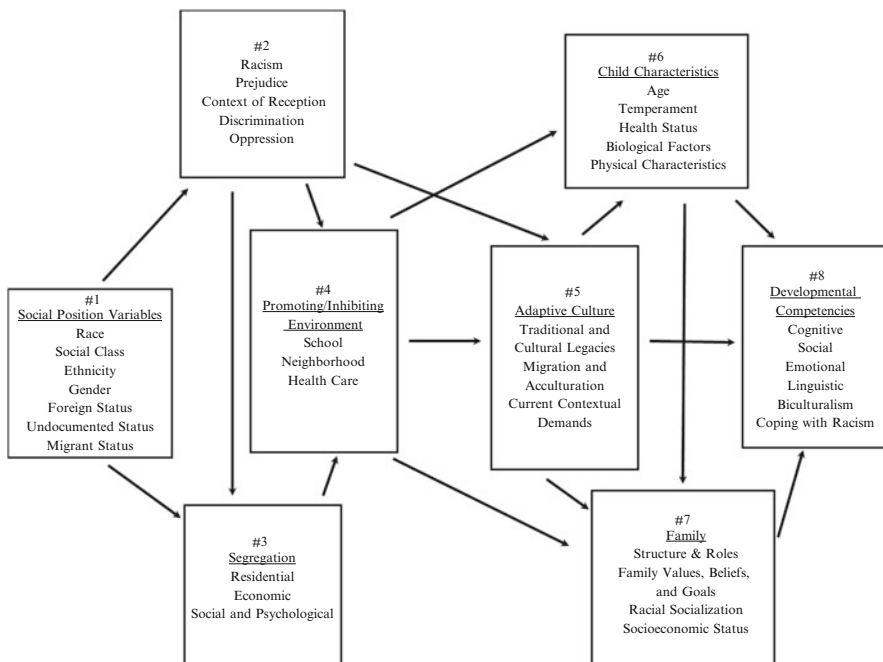 #1
Social Position Variables
Race
Social Class
Ethnicity
Gender
Foreign Status
Undocumented Status
Migrant Status
#2
Racism
Prejudice
Context of Reception
Discrimination
Oppression
#3
Segregation
Residential
Economic
Social and Psychological
#4
Promoting/Inhibiting
Environment
School
Neighborhood
Health Care
#5
Adaptive Culture
Traditional and
Cultural Legacies
Migration and
Acculturation
Current Contextual
Demands
#6
Child Characteristics
Age
Temperament
Health Status
Biological Factors
Physical Characteristics
#7
Family
Structure & Roles
Family Values, Beliefs,
and Goals
Racial Socialization
Socioeconomic Status
#8
Developmental
Competencies
Cognitive
Social
Emotional
Linguistic
Biculturalism
Coping with Racism